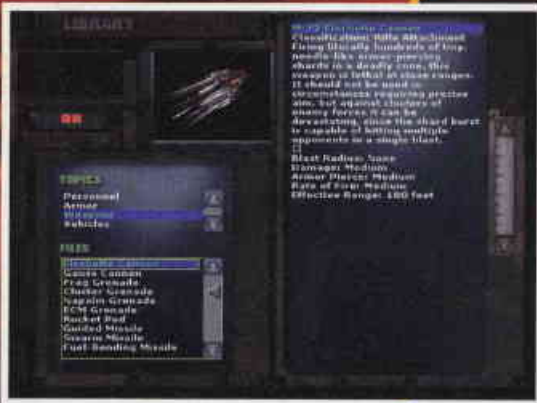 LIBRARY
TOPICS
Personnel
Armor
Weapons
Vehicles
FILES
Flechette Cannon
Gauss Cannon
Frag Grenade
Cluster Grenade
Napalm Grenade
ECM Grenade
Rocket Pod
Guided Missile
Swarm Missile
Fuel-Bonding Missile
Flechette Cannon
Classification: Rifle Attachment
Firing literally hundreds of tiny,
needle-like armor-piercing
shards in a deadly cone, this
weapon is lethal at close ranges.
It should not be used in
circumstances requiring precise
aim, but against clusters of
enemy forces it can be
devastating, since the shard burst
is capable of hitting multiple
opponents in a single blast.
Blast Radius: None
Damage: Medium
Armor Pierce: Medium
Rate of Fire: Medium
Effective Range: 100 feet